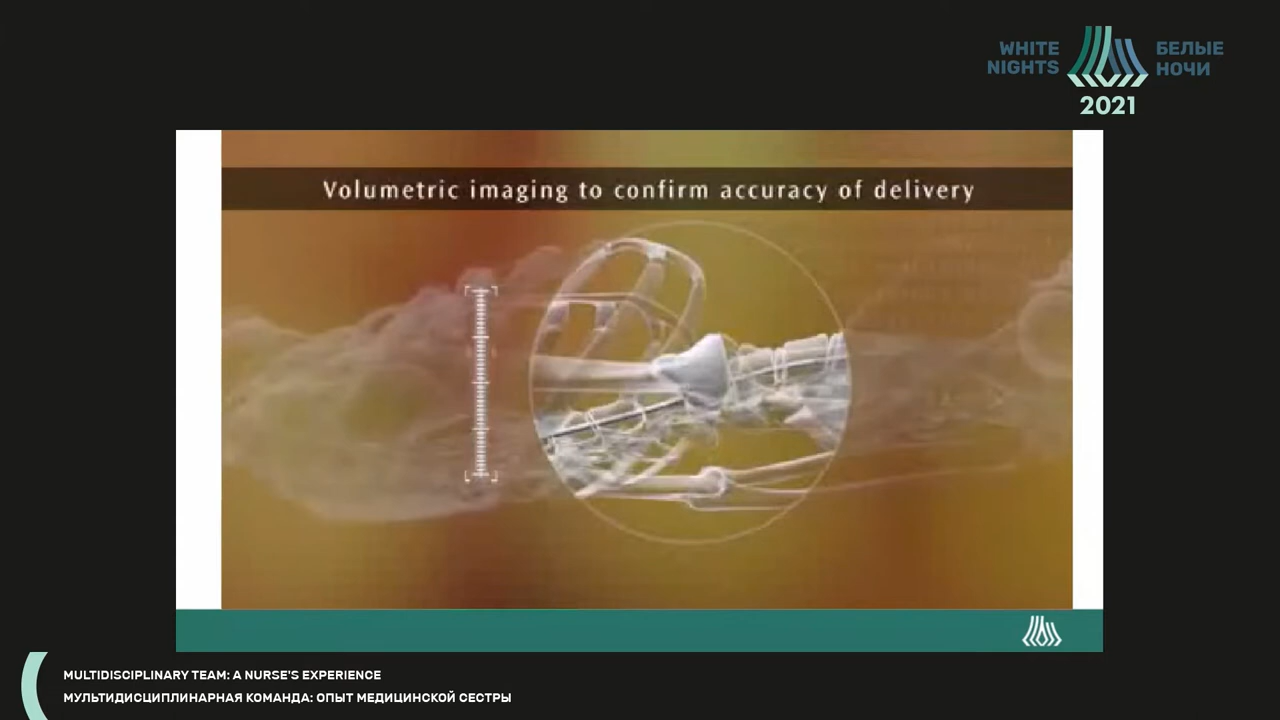 WHITE
NIGHTS
БЕЛЫЕ
НОЧИ
2021
Volumetric imaging to confirm accuracy of delivery
MULTIDISCIPLINARY TEAM: A NURSE'S EXPERIENCE
МУЛЬТИДИСЦИПЛИНАРНАЯ КОМАНДА: ОПЫТ МЕДИЦИНСКОЙ СЕСТРЫ